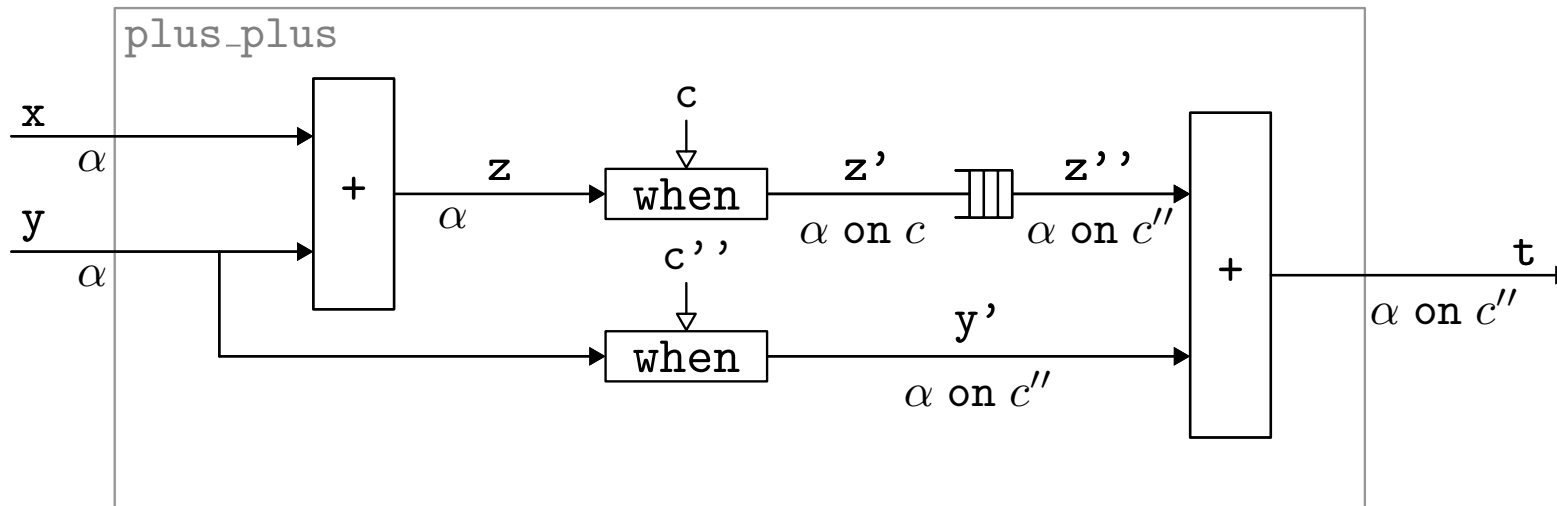 plus_plus
x
α
y
α
+
z
α
c
when
z'
α on c
z''
α on c''
c''
when
y'
α on c''
+
t
α on c''